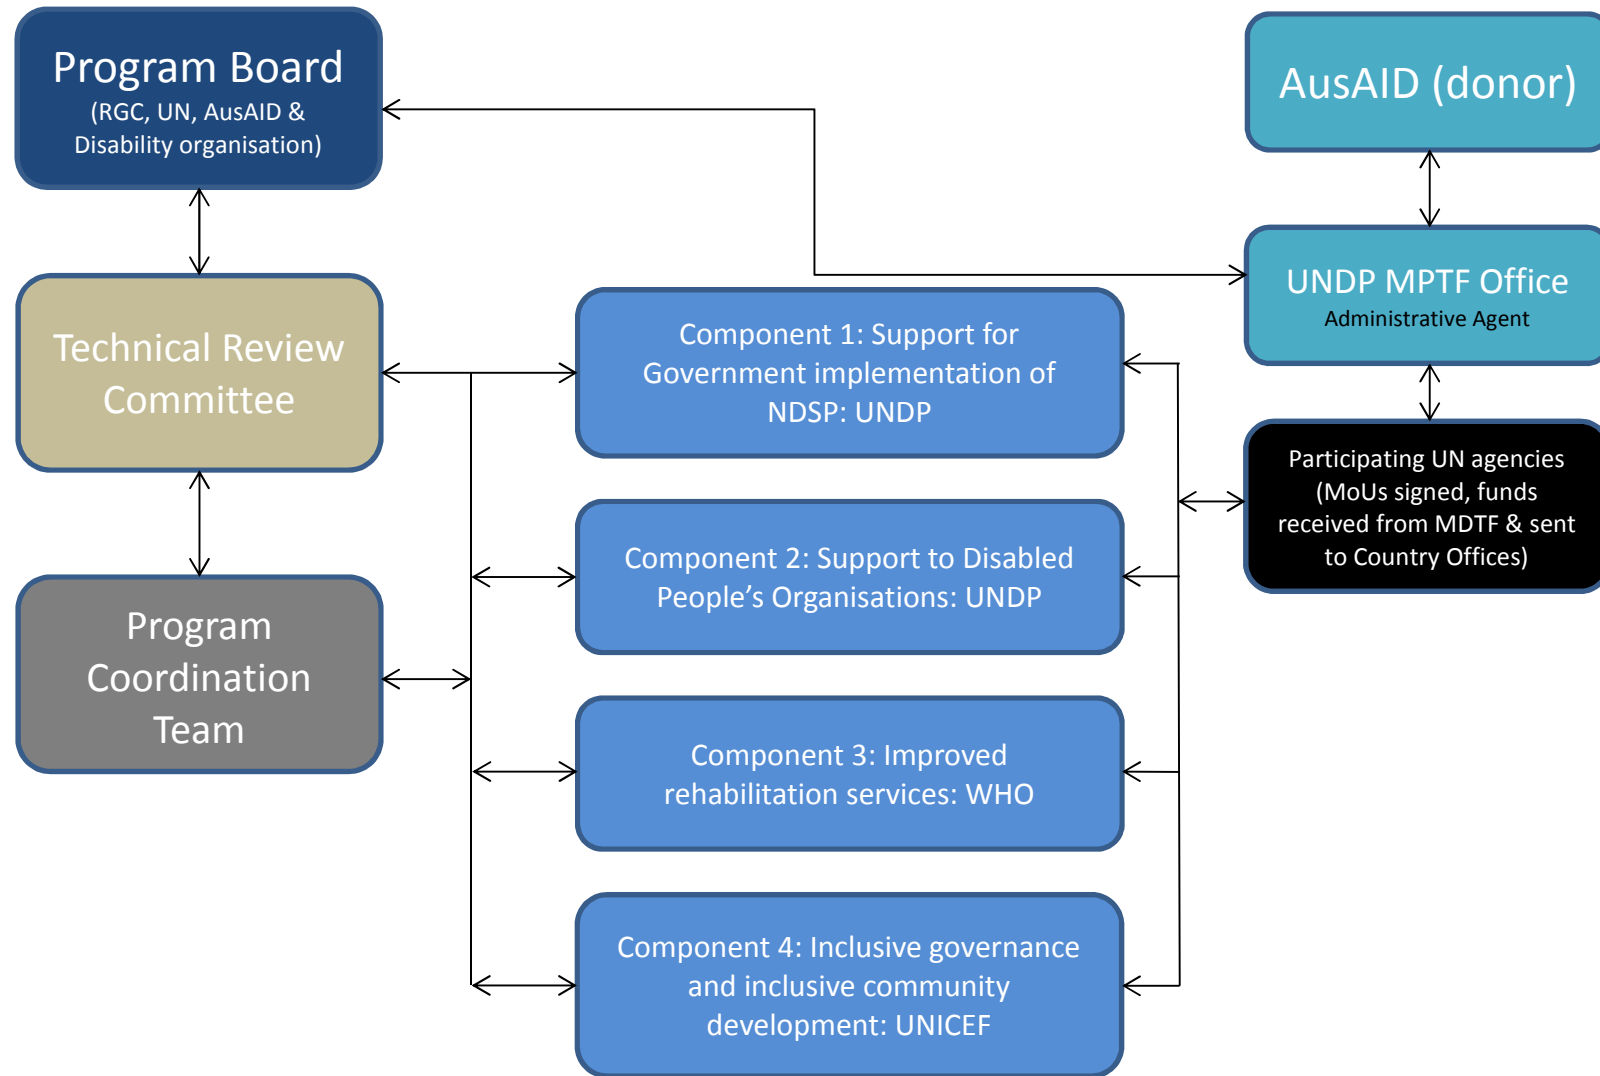 Program Board
(RGC, UN, AusAID &
Disability organisation)
AusAID (donor)
UNDP MPTF Office
Administrative Agent
Technical Review
Committee
Component 1: Support for
Government implementation of
NDSP: UNDP
Participating UN agencies
(MoUs signed, funds
received from MDTF & sent
to Country Offices)
Component 2: Support to Disabled
People’s Organisations: UNDP
Program
Coordination
Team
Component 3: Improved
rehabilitation services: WHO
Component 4: Inclusive governance
and inclusive community
development: UNICEF